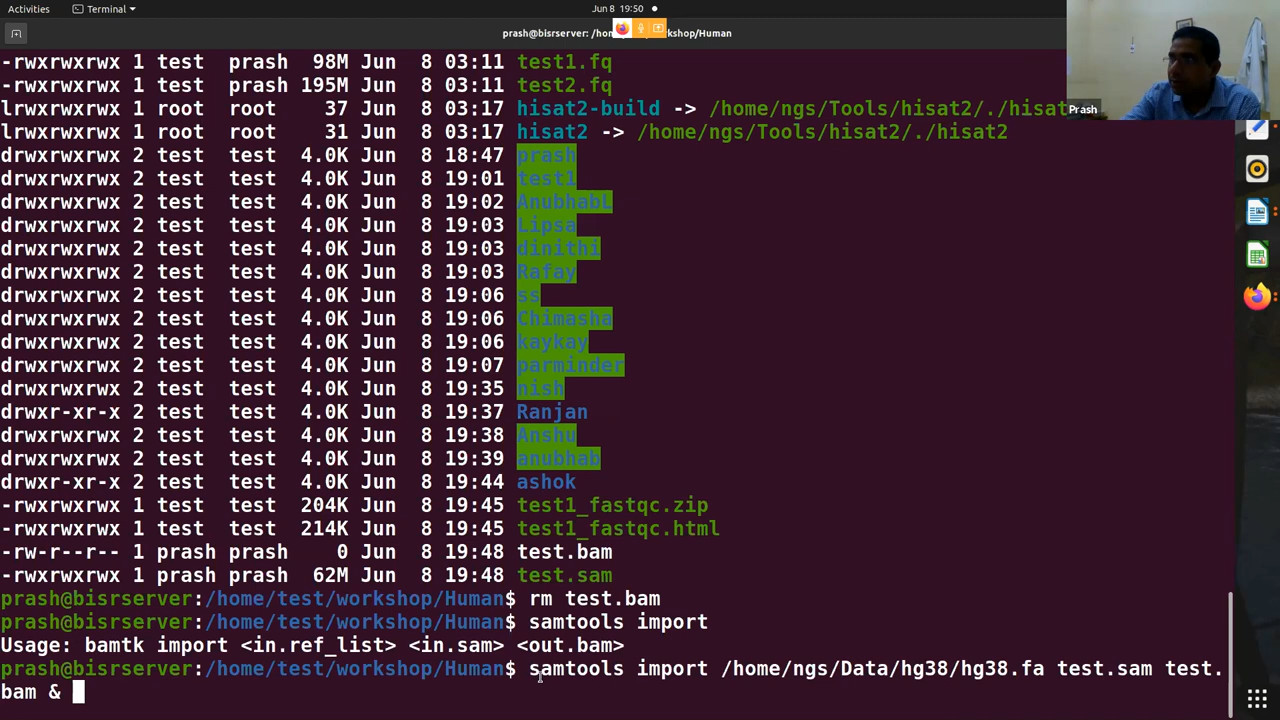 Activities Terminal Jun 8 19:50
prash@bisrserver: /hom rkshop/Human
-rwxrwxrwx 1 test prash 98M Jun 8 03:11 test1.fq
-rwxrwxrwx 1 test prash 195M Jun 8 03:11 test2.fq
lrwxrwxrwx 1 root root 37 Jun 8 03:17 hisat2-build -> /home/ngs/Tools/hisat2/./hisat
Prash
lrwxrwxrwx 1 root root 31 Jun 8 03:17 hisat2 -> /home/ngs/Tools/hisat2/./hisat2
drwxrwxrwx 2 test test 4.0K Jun 8 18:47 prash
drwxrwxrwx 2 test test 4.0K Jun 8 19:01 test1
drwxrwxrwx 2 test test 4.0K Jun 8 19:02 AnubhabL
drwxrwxrwx 2 test test 4.0K Jun 8 19:03 Lipsa
drwxrwxrwx 2 test test 4.0K Jun 8 19:03 dinithi
drwxrwxrwx 2 test test 4.0K Jun 8 19:03 Rafay
drwxrwxrwx 2 test test 4.0K Jun 8 19:06 ss
drwxrwxrwx 2 test test 4.0K Jun 8 19:06 Chimasha
drwxrwxrwx 2 test test 4.0K Jun 8 19:06 kaykay
drwxrwxrwx 2 test test 4.0K Jun 8 19:07 parminder
drwxrwxrwx 2 test test 4.0K Jun 8 19:35 nish
drwxr-xr-x 2 test test 4.0K Jun 8 19:37 Ranjan
drwxrwxrwx 2 test test 4.0K Jun 8 19:38 Anshu
drwxrwxrwx 2 test test 4.0K Jun 8 19:39 anubhab
drwxr-xr-x 2 test test 4.0K Jun 8 19:44 ashok
-rwxrwxrwx 1 test test 204K Jun 8 19:45 test1_fastqc.zip
-rwxrwxrwx 1 test test 214K Jun 8 19:45 test1_fastqc.html
-rw-r--r-- 1 prash prash 0 Jun 8 19:48 test.bam
-rwxrwxrwx 1 prash prash 62M Jun 8 19:48 test.sam
prash@bisrserver:/home/test/workshop/Human$ rm test.bam
prash@bisrserver:/home/test/workshop/Human$ samtools import
Usage: bamtk import <in.ref_list> <in.sam> <out.bam>
prash@bisrserver:/home/test/workshop/Human$ samtools import /home/ngs/Data/hg38/hg38.fa test.sam test.
bam &